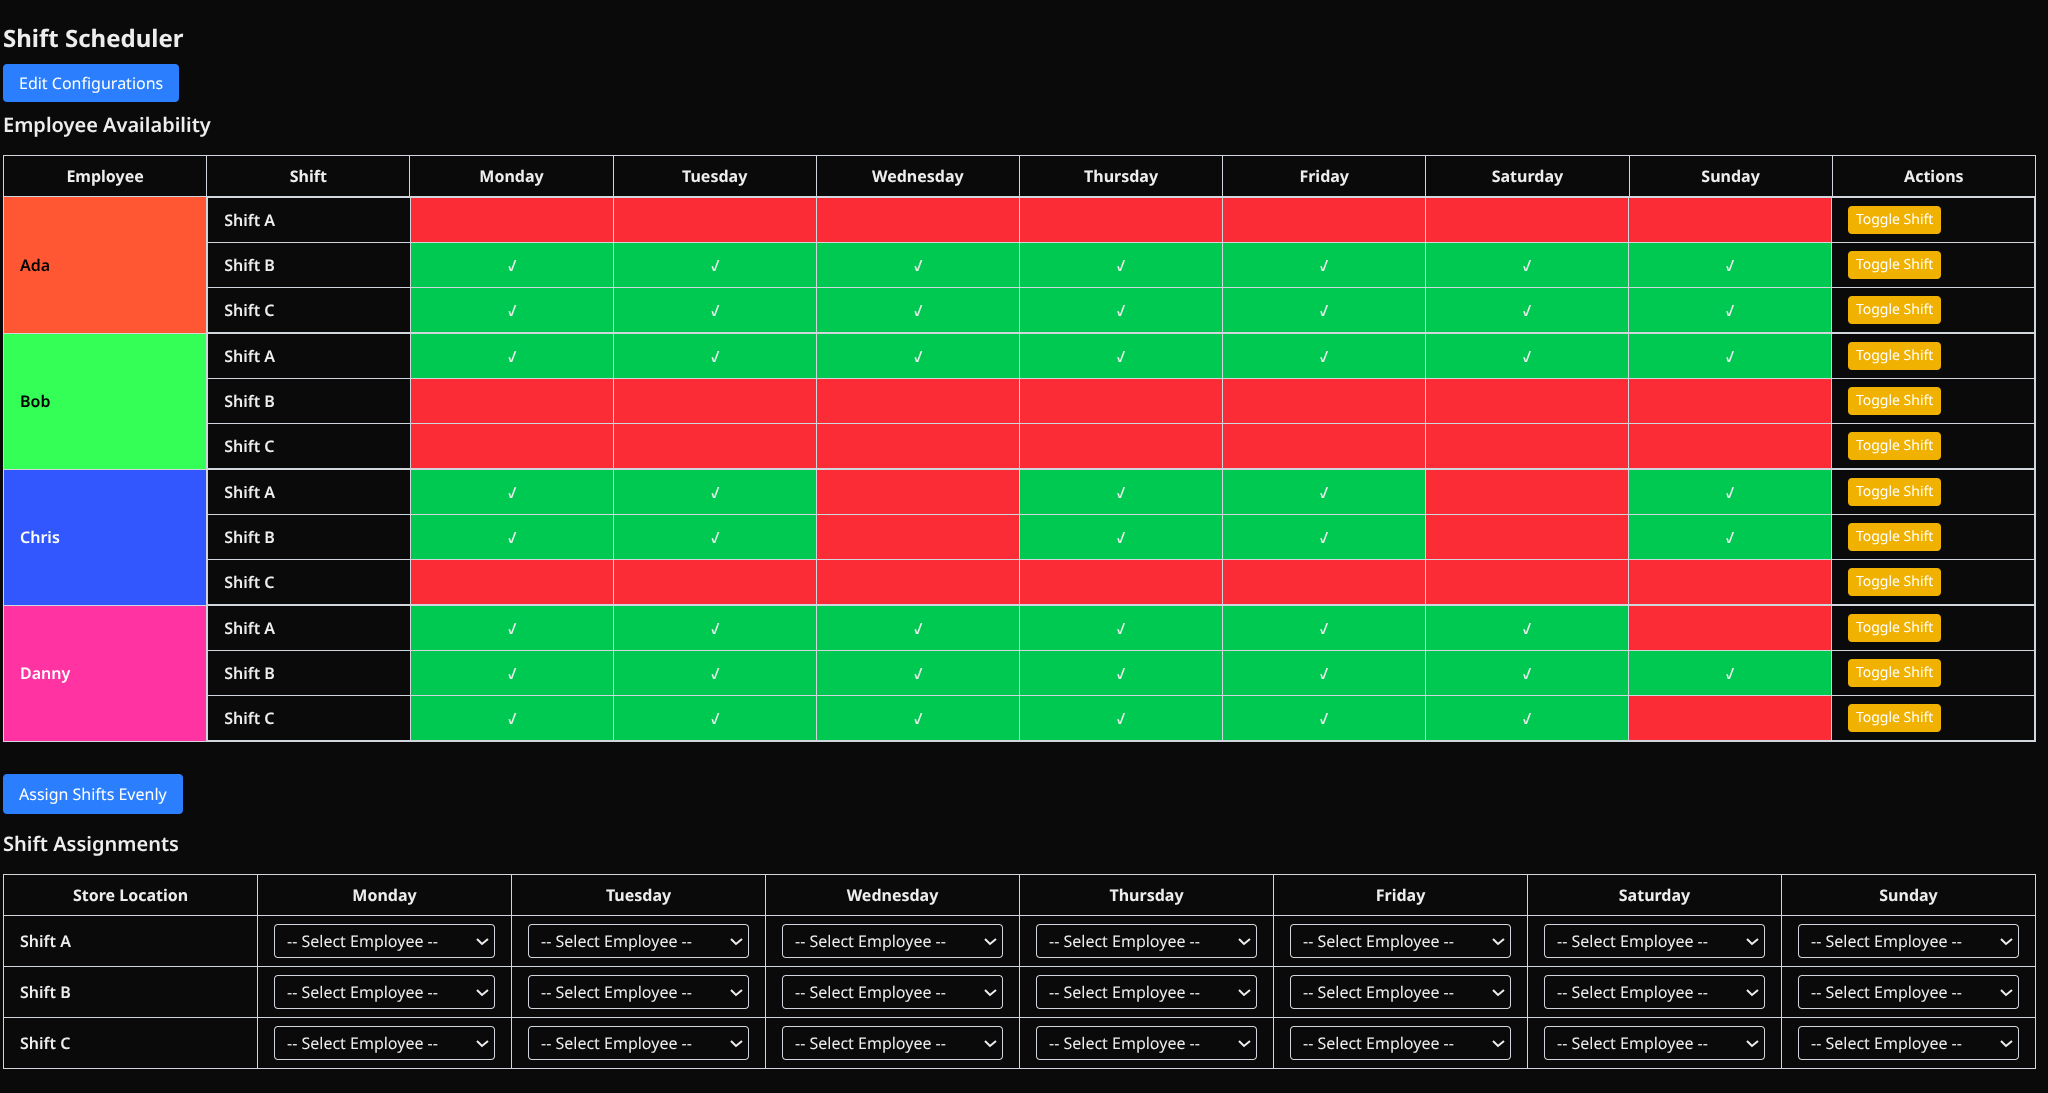 Shift Scheduler
Edit Configurations
Employee Availability
Employee Shift Monday Tuesday Wednesday Thursday Friday Saturday Sunday Actions
Ada
Shift A Toggle Shift
Shift B ✓ ✓ ✓ ✓ ✓ ✓ ✓ Toggle Shift
Shift C ✓ ✓ ✓ ✓ ✓ ✓ ✓ Toggle Shift
Bob
Shift A ✓ ✓ ✓ ✓ ✓ ✓ ✓ Toggle Shift
Shift B Toggle Shift
Shift C Toggle Shift
Chris
Shift A ✓ ✓ ✓ ✓ ✓ Toggle Shift
Shift B ✓ ✓ ✓ ✓ ✓ Toggle Shift
Shift C Toggle Shift
Danny
Shift A ✓ ✓ ✓ ✓ ✓ ✓ Toggle Shift
Shift B ✓ ✓ ✓ ✓ ✓ ✓ ✓ Toggle Shift
Shift C ✓ ✓ ✓ ✓ ✓ ✓ Toggle Shift
Assign Shifts Evenly
Shift Assignments
Store Location Monday Tuesday Wednesday Thursday Friday Saturday Sunday
Shift A -- Select Employee -- -- Select Employee -- -- Select Employee -- -- Select Employee -- -- Select Employee -- -- Select Employee -- -- Select Employee --
Shift B -- Select Employee -- -- Select Employee -- -- Select Employee -- -- Select Employee -- -- Select Employee -- -- Select Employee -- -- Select Employee --
Shift C -- Select Employee -- -- Select Employee -- -- Select Employee -- -- Select Employee -- -- Select Employee -- -- Select Employee -- -- Select Employee --